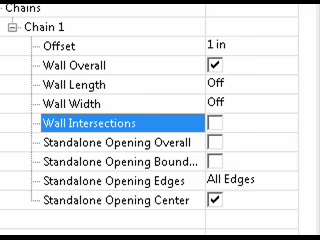 Chains
Chain 1
Offset 1 in
Wall Overall
Wall Length Off
Wall Width Off
Wall Intersections
Standalone Opening Overall
Standalone Opening Bound...
Standalone Opening Edges All Edges
Standalone Opening Center